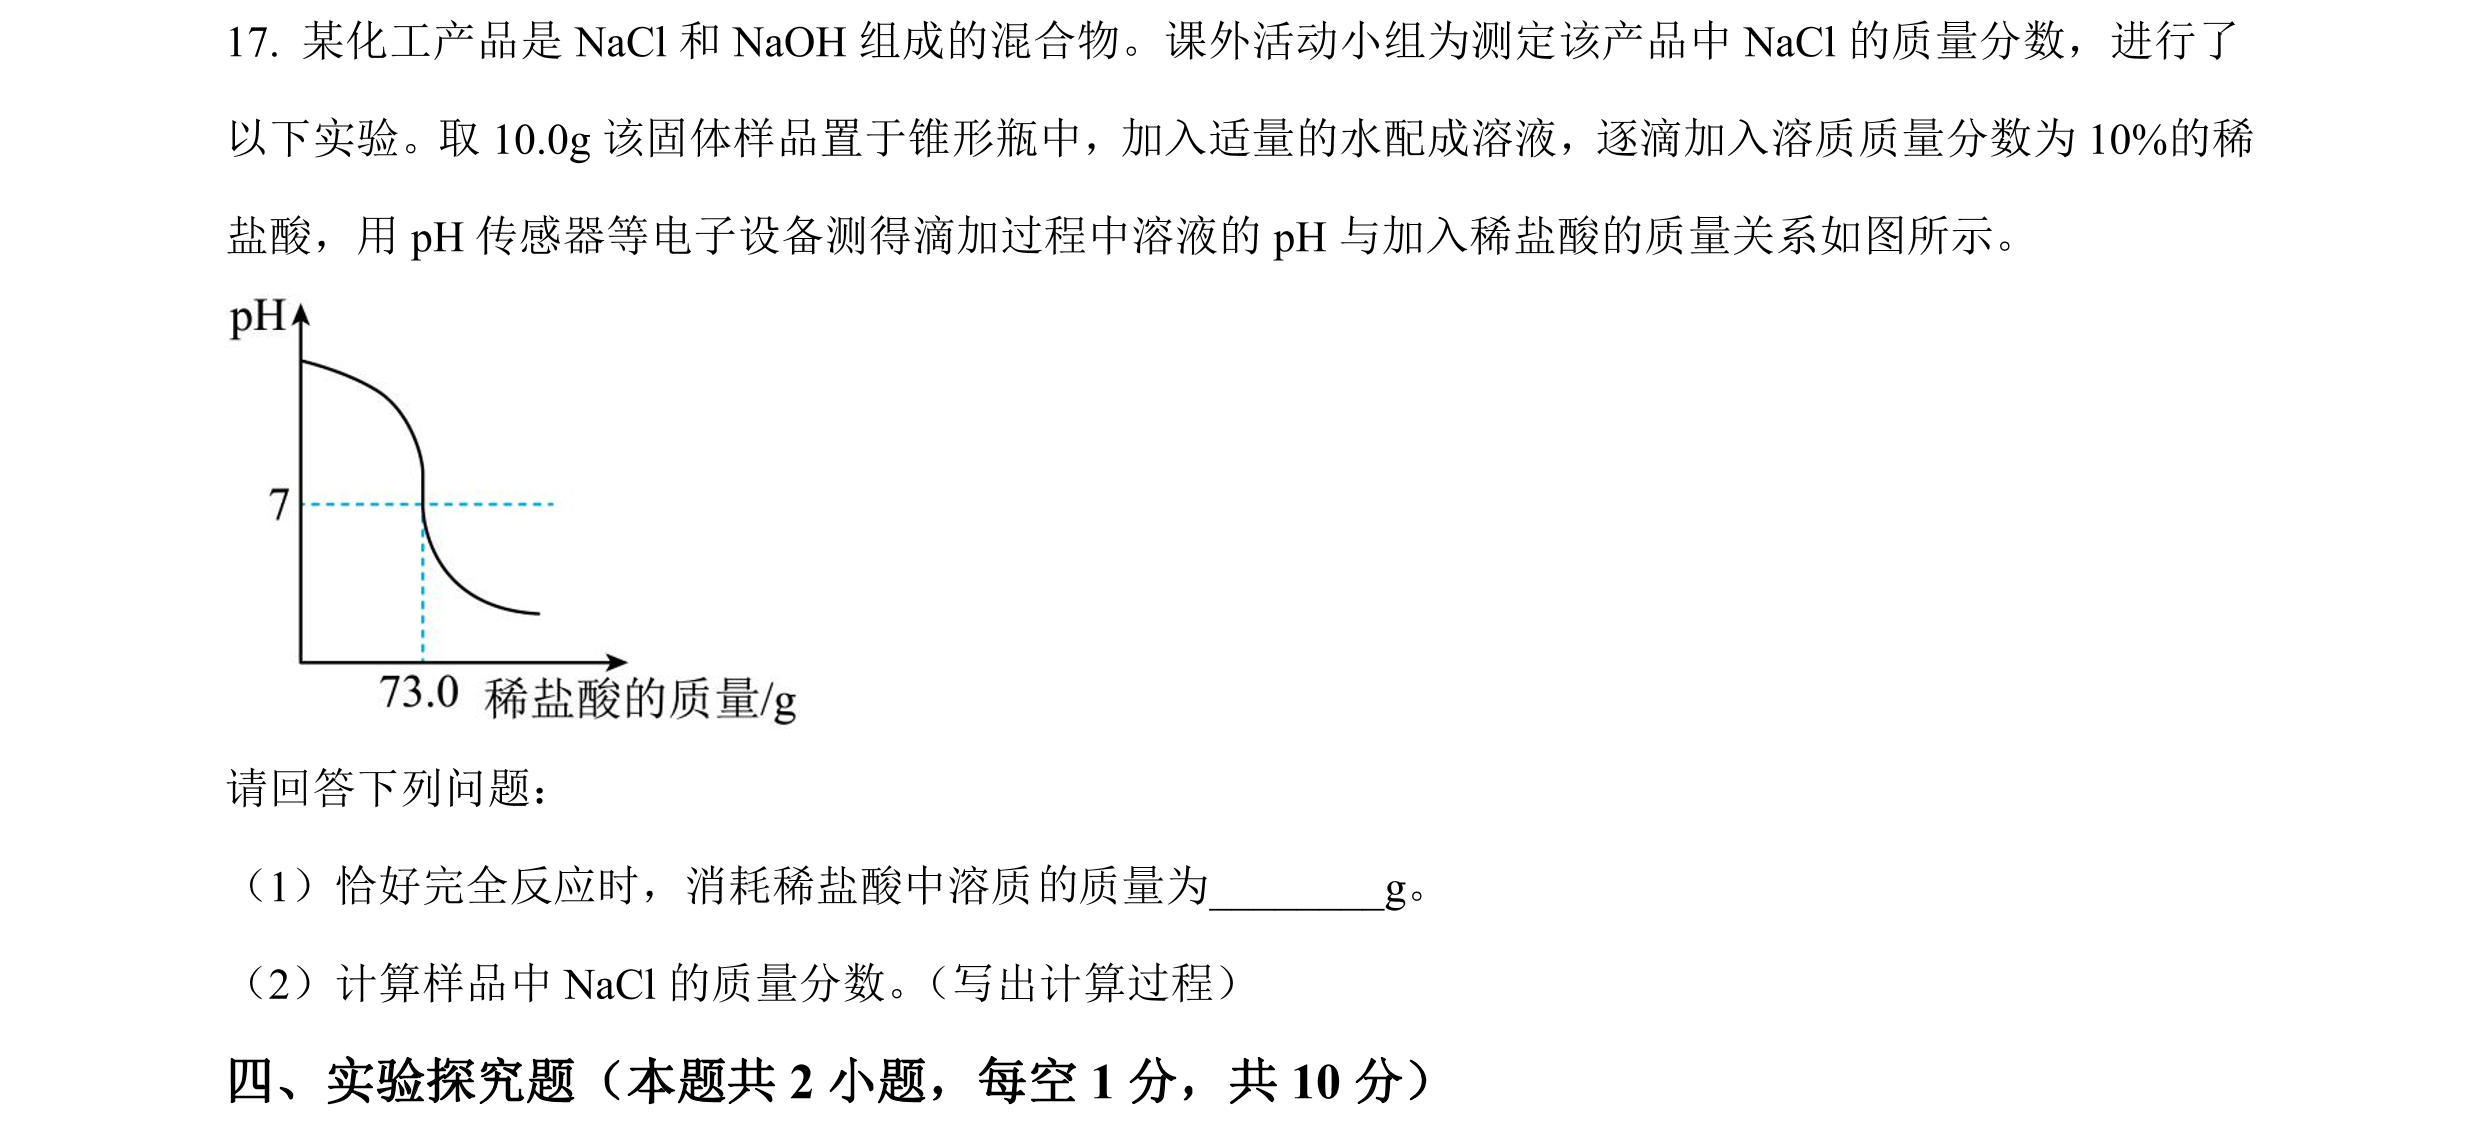 17. 某化工产品是 NaCl 和 NaOH 组成的混合物。课外活动小组为测定该产品中 NaCl 的质量分数，进行了
以下实验。取 10.0g 该固体样品置于锥形瓶中，加入适量的水配成溶液，逐滴加入溶质质量分数为 10%的稀
盐酸，用 pH 传感器等电子设备测得滴加过程中溶液的 pH 与加入稀盐酸的质量关系如图所示。
pH
7
73.0 稀盐酸的质量/g
请回答下列问题：
（1）恰好完全反应时，消耗稀盐酸中溶质的质量为________g。
（2）计算样品中 NaCl 的质量分数。（写出计算过程）
四、实验探究题（本题共 2 小题，每空 1 分，共 10 分）